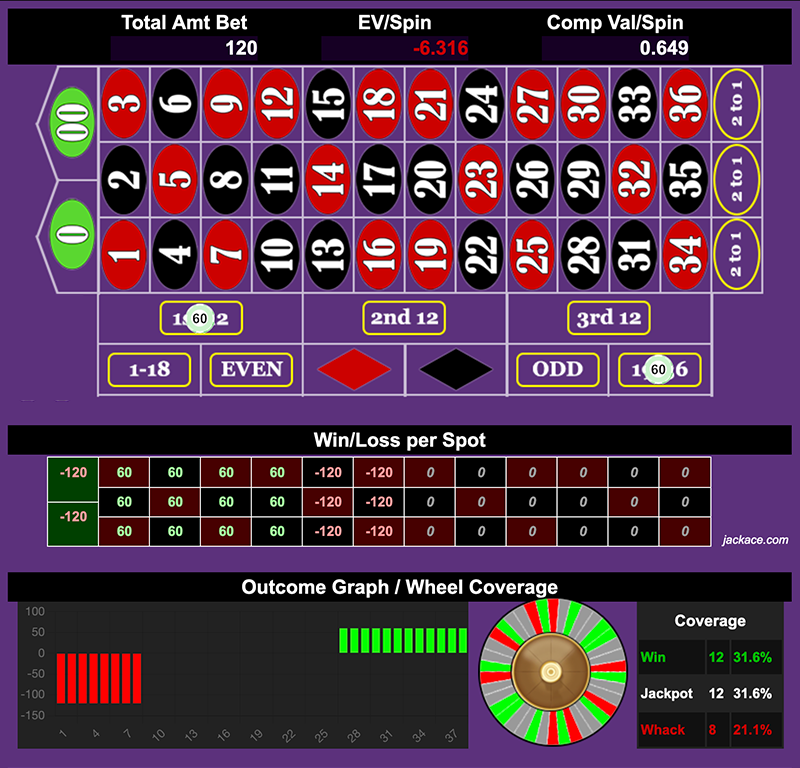 Total Amt Bet EV/Spin Comp Val/Spin
120 -6.316 0.649
00 3 6 9 12 15 18 21 24 27 30 33 36 2 to 1
2 5 8 11 14 17 20 23 26 29 32 35 2 to 1
0 1 4 7 10 13 16 19 22 25 28 31 34 2 to 1
60 2nd 12 3rd 12
1-18 EVEN ODD 60
Win/Loss per Spot
-120 60 60 60 60 -120 -120 0 0 0 0 0 0
60 60 60 60 -120 -120 0 0 0 0 0 0
-120 60 60 60 60 -120 -120 0 0 0 0 0 0
jackace.com
Outcome Graph / Wheel Coverage
100
50
0
-50
-100
-150
1 4 7 10 13 16 19 22 25 28 31 34 37
Coverage
Win 12 31.6%
Jackpot 12 31.6%
Whack 8 21.1%